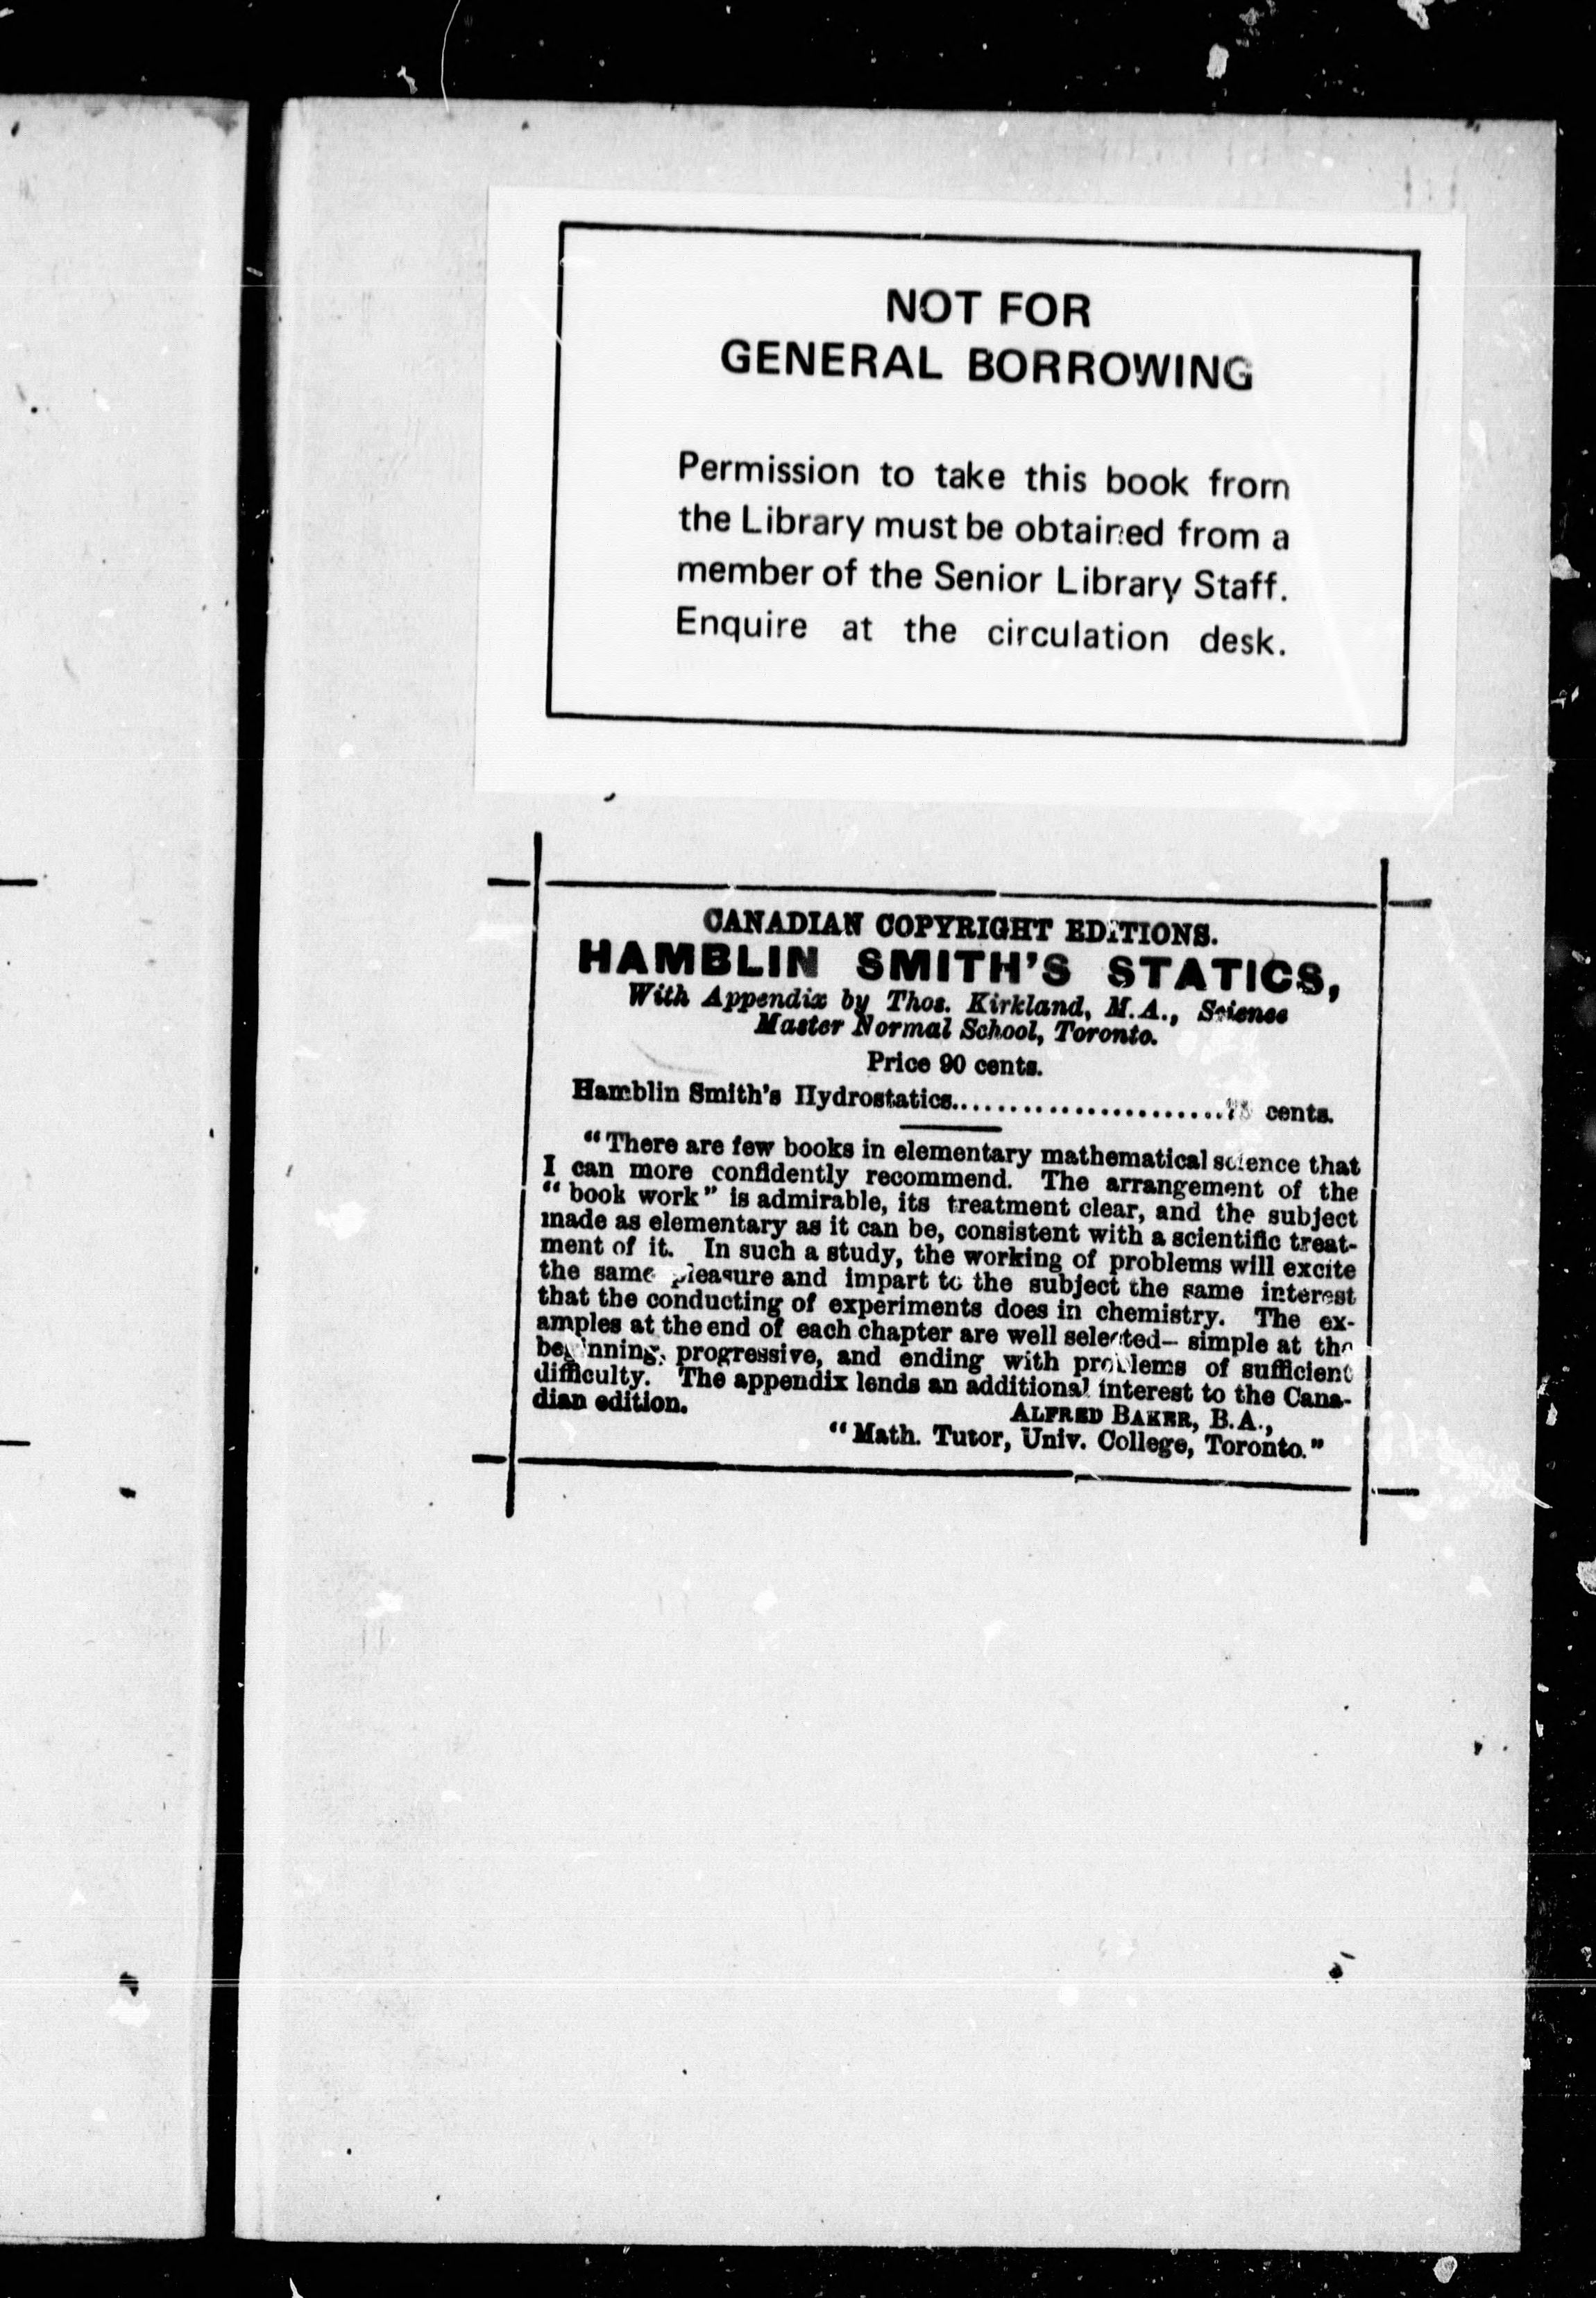 NOT FOR
GENERAL BORROWING
Permission to take this book from
the Library must be obtained from a
member of the Senior Library Staff.
Enquire at the circulation desk.
CANADIAN COPYRIGHT EDITIONS.
HAMBLIN SMITH'S STATICS,
With Appendix by Thos. Kirkland, M.A., Science
Master Normal School, Toronto.
Price 90 cents.
Hamblin Smith's Hydrostatics........................ cents.
"There are few books in elementary mathematical science that
I can more confidently recommend. The arrangement of the
"book work" is admirable, its treatment clear, and the subject
made as elementary as it can be, consistent with a scientific treat-
ment of it. In such a study, the working of problems will excite
the same pleasure and impart to the subject the same interest
that the conducting of experiments does in chemistry. The ex-
amples at the end of each chapter are well selected—simple at the
beginning, progressive, and ending with problems of sufficient
difficulty. The appendix lends an additional interest to the Cana-
dian edition.
ALFRED BAKER, B.A.,
"Math. Tutor, Univ. College, Toronto."